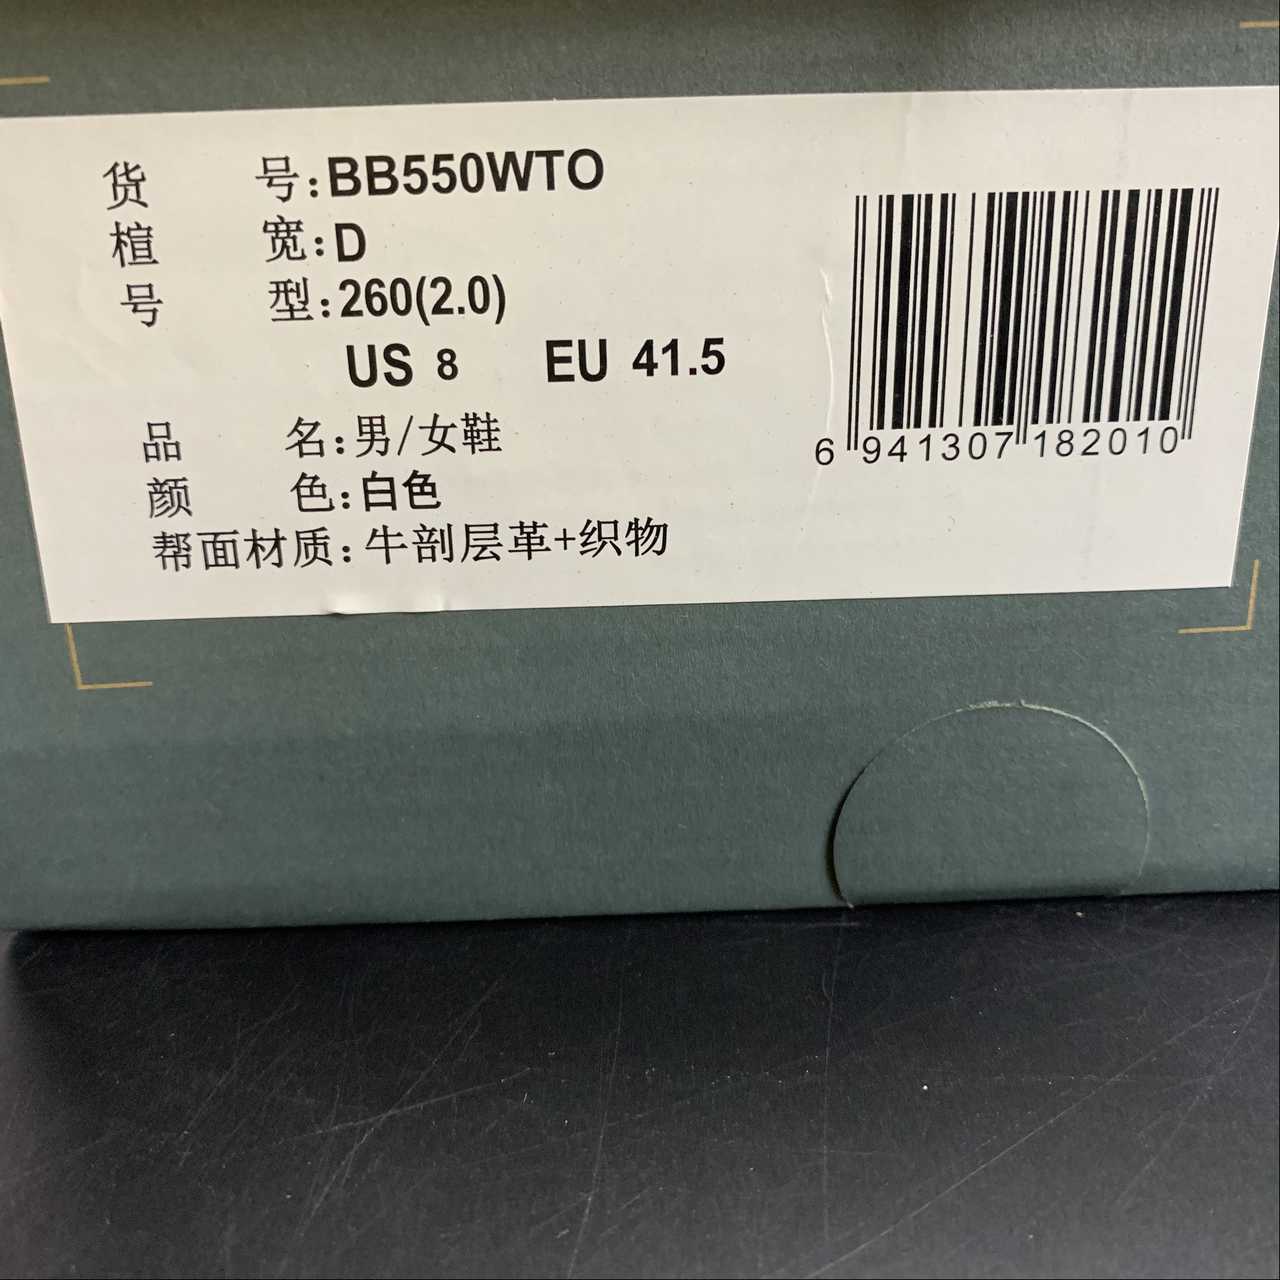 货 号:BB550WTO
楦 宽:D
号 型:260(2.0)
US 8 EU 41.5
品 名:男/女鞋
颜 色:白色
帮面材质:牛剖层革+织物
6 941307 182010